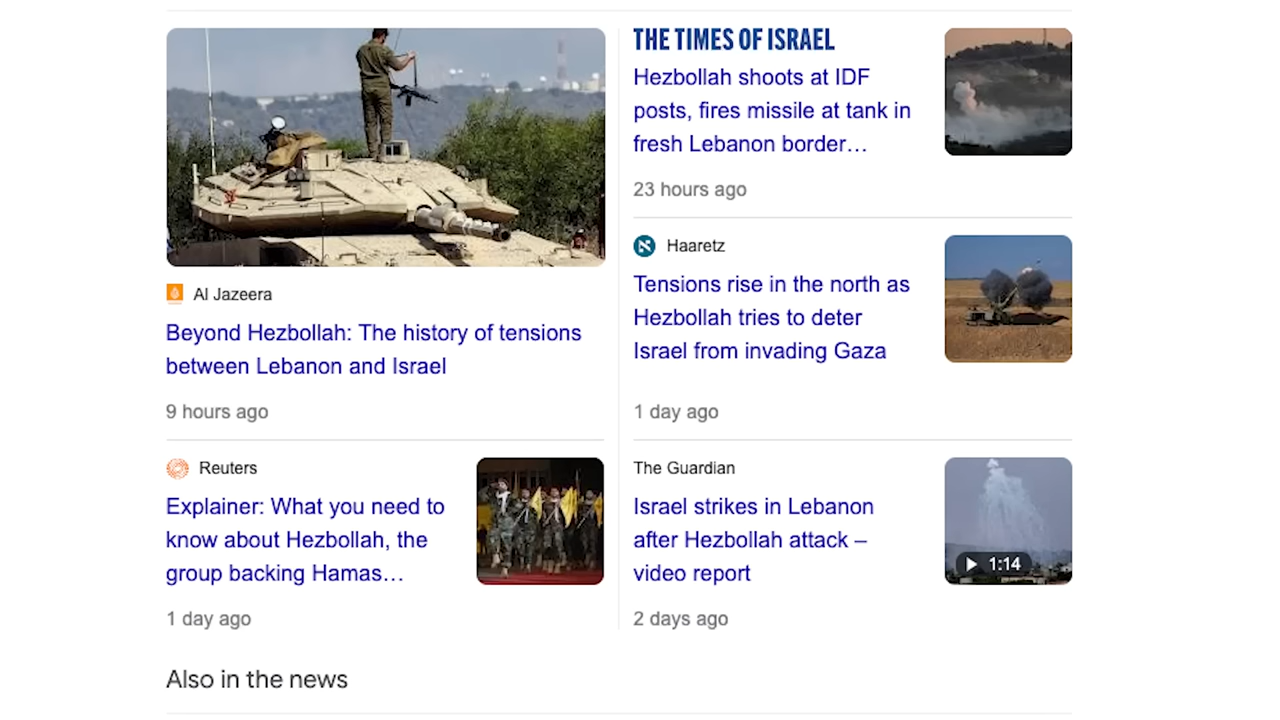 Al Jazeera
Beyond Hezbollah: The history of tensions
between Lebanon and Israel
9 hours ago
Reuters
Explainer: What you need to
know about Hezbollah, the
group backing Hamas…
1 day ago
THE TIMES OF ISRAEL
Hezbollah shoots at IDF
posts, fires missile at tank in
fresh Lebanon border…
23 hours ago
Haaretz
Tensions rise in the north as
Hezbollah tries to deter
Israel from invading Gaza
1 day ago
The Guardian
Israel strikes in Lebanon
after Hezbollah attack –
video report
1:14
2 days ago
Also in the news